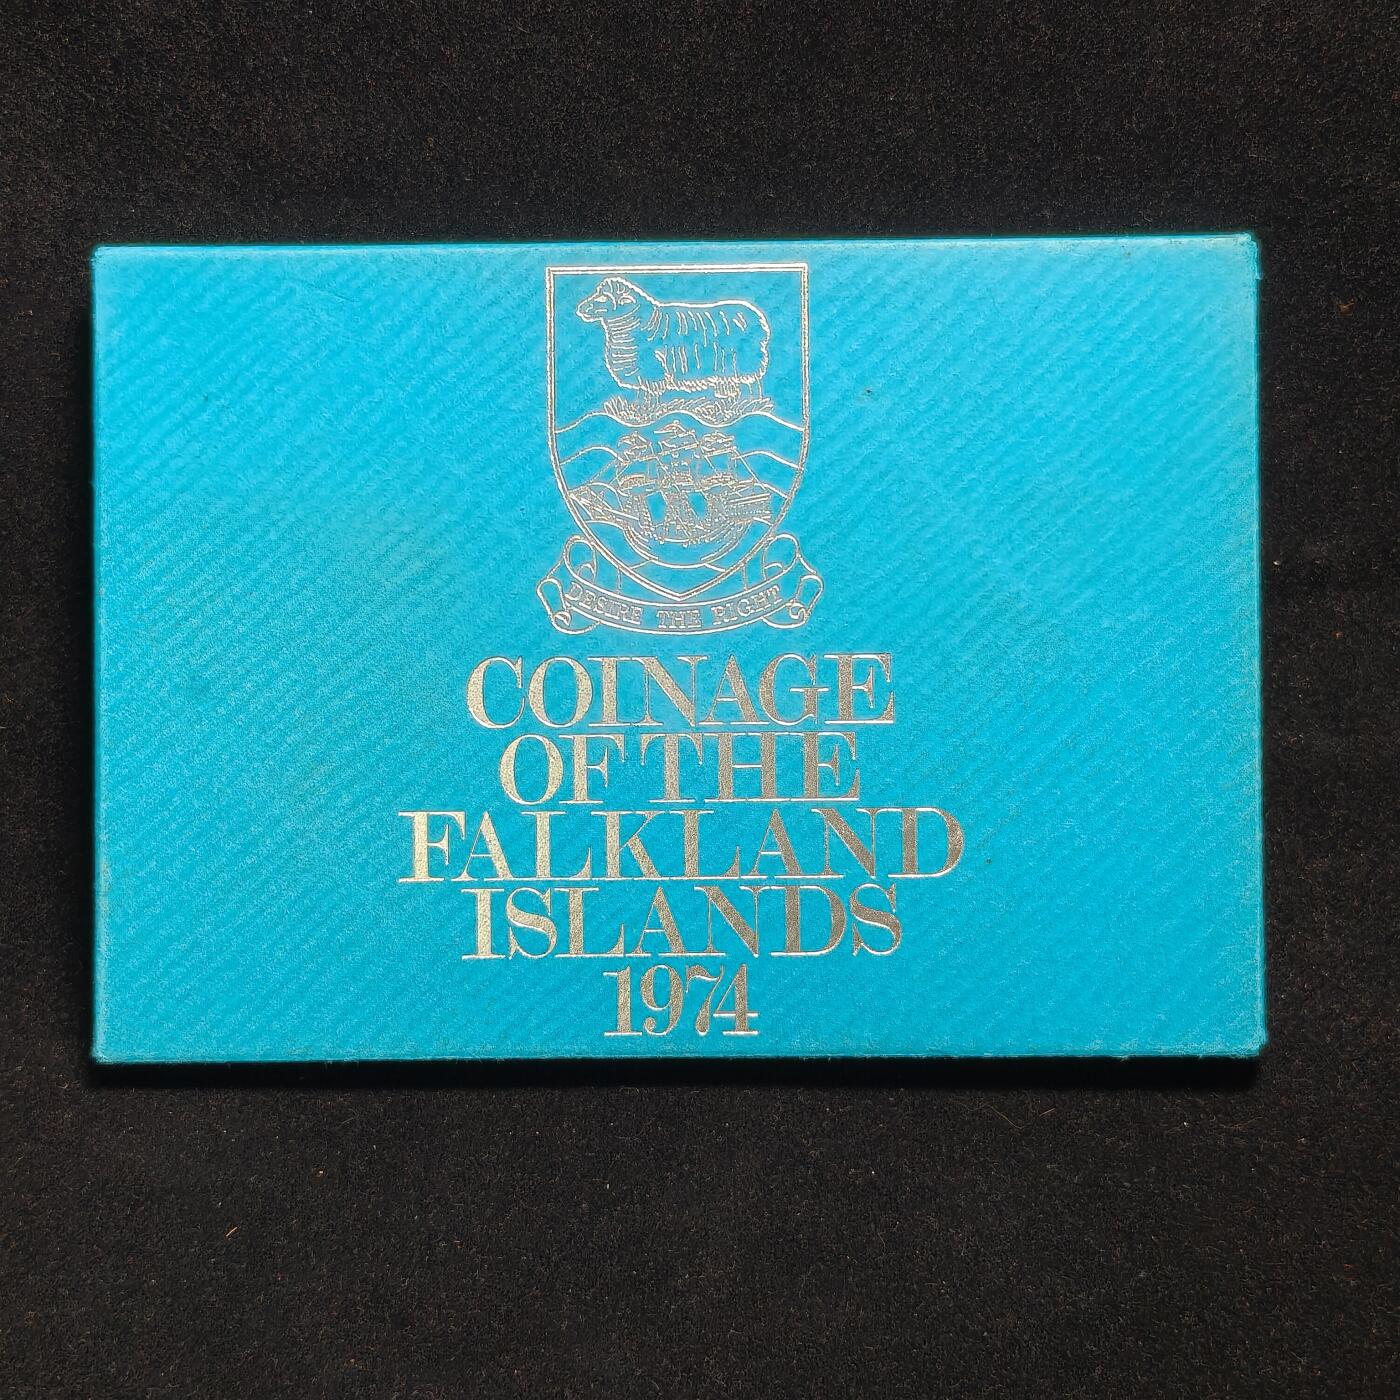 DESIRE THE RIGHT
COINAGE
OF THE
FALKLAND
ISLANDS
1974